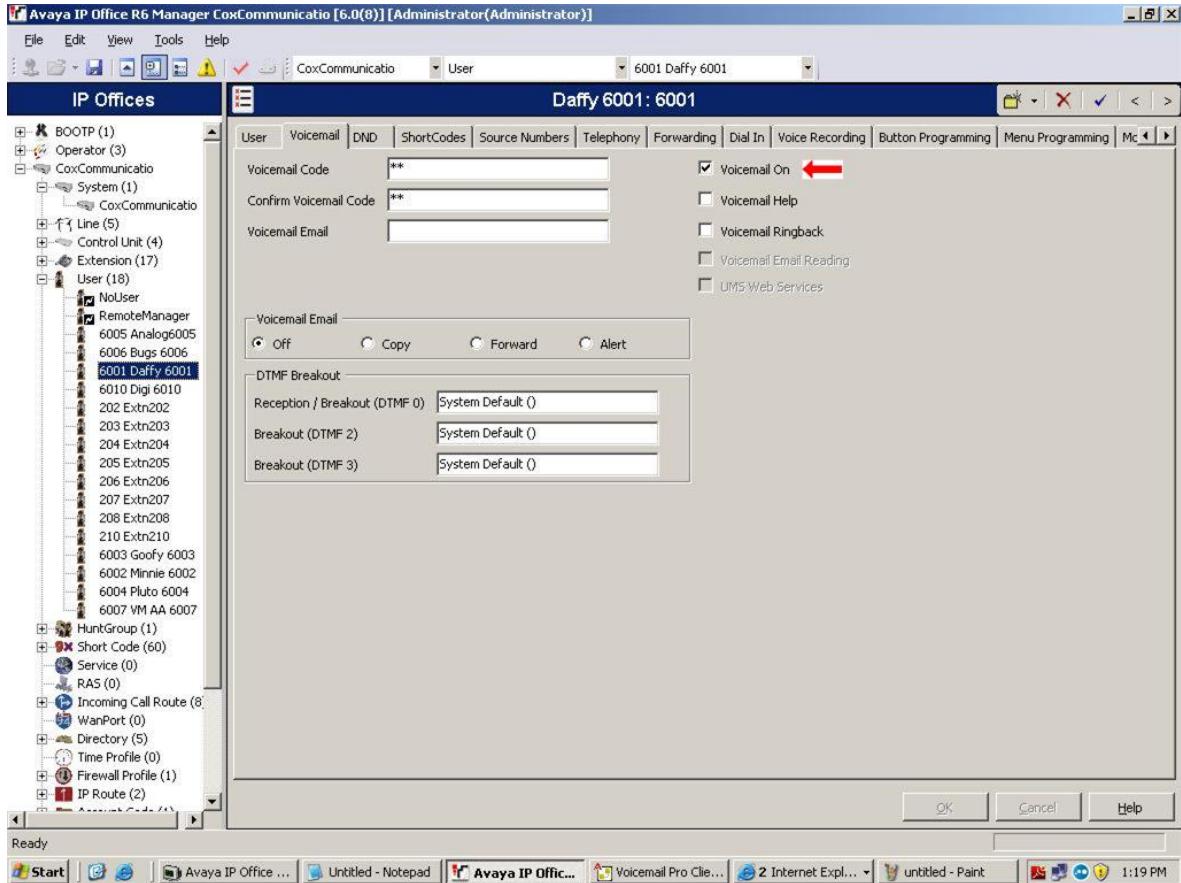 Avaya IP Office R6 Manager CoxCommunicatio [6.0(8)] [Administrator(Administrator)]
File Edit View Tools Help
CoxCommunicatio User 6001 Daffy 6001
IP Offices
Daffy 6001: 6001
BOOTP (1)
Operator (3)
CoxCommunicatio
System (1)
CoxCommunicatio
Line (5)
Control Unit (4)
Extension (17)
User (18)
NoUser
RemoteManager
6005 Analog6005
6006 Bugs 6006
6001 Daffy 6001
6010 Digi 6010
202 Extn202
203 Extn203
204 Extn204
205 Extn205
206 Extn206
207 Extn207
208 Extn208
210 Extn210
6003 Goofy 6003
6002 Minnie 6002
6004 Pluto 6004
6007 VM AA 6007
HuntGroup (1)
Short Code (60)
Service (0)
RAS (0)
Incoming Call Route (8
WanPort (0)
Directory (5)
Time Profile (0)
Firewall Profile (1)
IP Route (2)
User Voicemail DND ShortCodes Source Numbers Telephony Forwarding Dial In Voice Recording Button Programming Menu Programming
Voicemail Code **
Confirm Voicemail Code **
Voicemail Email
Voicemail On
Voicemail Help
Voicemail Ringback
Voicemail Email Reading
UMS Web Services
Voicemail Email
Off Copy Forward Alert
DTMF Breakout
Reception / Breakout (DTMF 0) System Default ()
Breakout (DTMF 2) System Default ()
Breakout (DTMF 3) System Default ()
OK Cancel Help
Ready
Start Avaya IP Office ... Untitled - Notepad Avaya IP Offic... Voicemail Pro Clie... 2 Internet Expl... untitled - Paint 1:19 PM